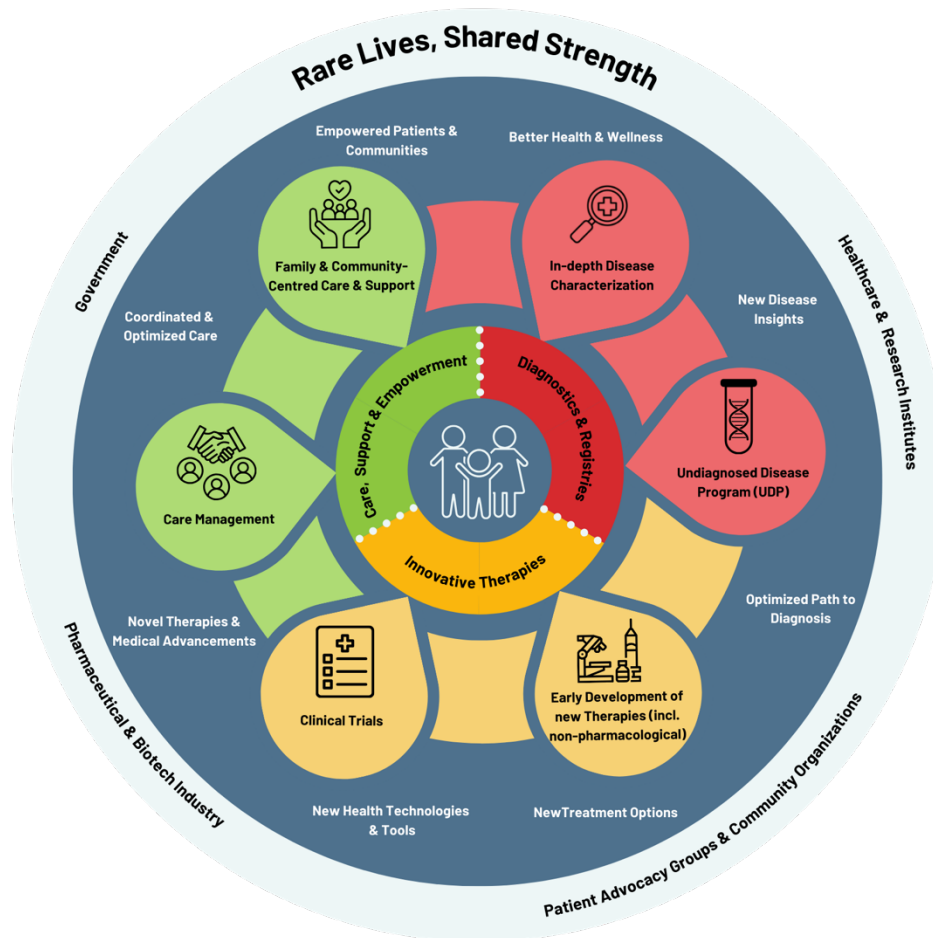 Rare Lives, Shared Strength
Empowered Patients &
Communities
Better Health & Wellness
Government
Healthcare & Research Institutes
Family & Community-
Centred Care & Support
In-depth Disease
Characterization
Coordinated &
Optimized Care
New Disease
Insights
Care, Support & Empowerment
Diagnostics & Registries
Innovative Therapies
Care Management
Undiagnosed Disease
Program (UDP)
Novel Therapies &
Medical Advancements
Optimized Path to
Diagnosis
Clinical Trials
Early Development of
new Therapies (incl.
non-pharmacological)
Pharmaceutical & Biotech Industry
Patient Advocacy Groups & Community Organizations
New Health Technologies
& Tools
NewTreatment Options